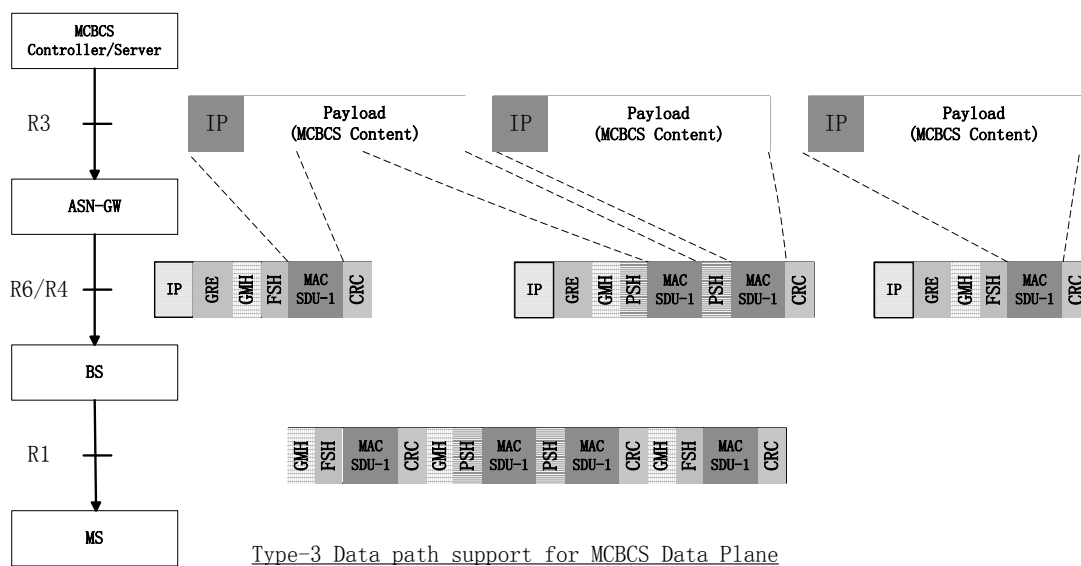 MCBCS
Controller/Server
R3
IP
Payload
(MCBCS Content)
IP
Payload
(MCBCS Content)
IP
Payload
(MCBCS Content)
ASN-GW
R6/R4
IP
GRE
GMH
FSH
MAC
SDU-1
CRC
IP
GRE
GMH
PSH
MAC
SDU-1
PSH
MAC
SDU-1
CRC
IP
GRE
GMH
FSH
MAC
SDU-1
CRC
BS
R1
GMH
FSH
MAC
SDU-1
CRC
GMH
PSH
MAC
SDU-1
PSH
MAC
SDU-1
CRC
GMH
FSH
MAC
SDU-1
CRC
MS
Type-3 Data path support for MCBCS Data Plane